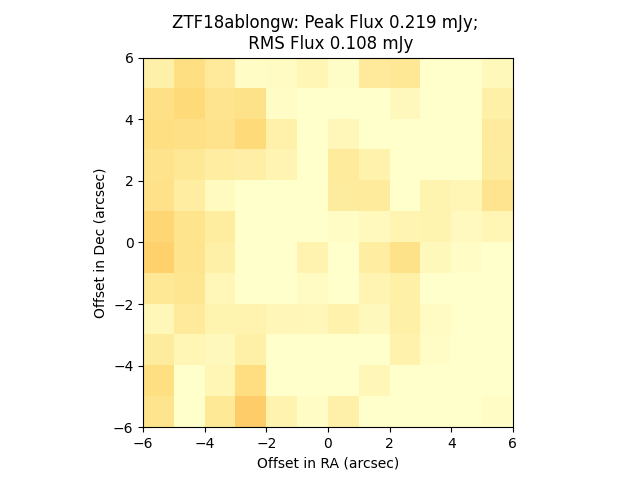 ZTF18ablongw: Peak Flux 0.219 mJy;
RMS Flux 0.108 mJy
6
4
2
0
−2
−4
−6
Offset in Dec (arcsec)
−6 −4 −2 0 2 4 6
Offset in RA (arcsec)